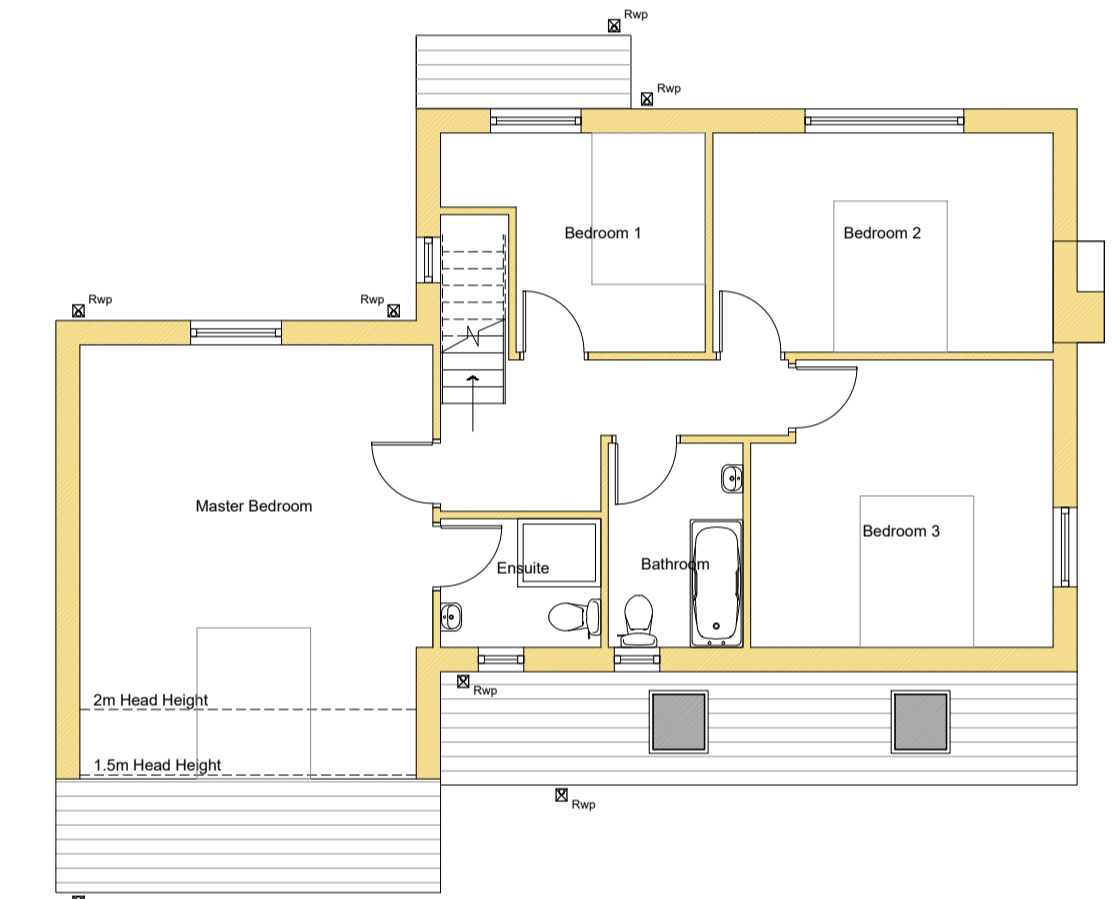 Rwp
Rwp
Bedroom 1
Bedroom 2
Rwp
Rwp
Master Bedroom
Bedroom 3
Ensuite
Bathroom
2m Head Height
Rwp
1.5m Head Height
Rwp